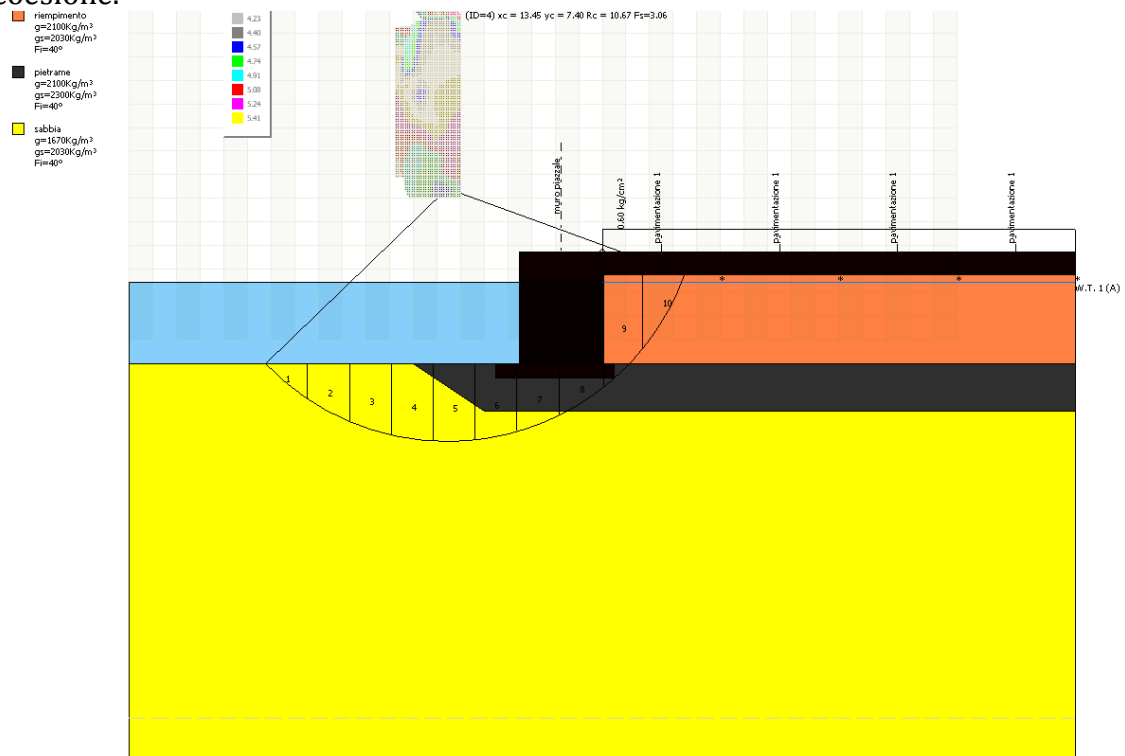 coesione.
riempimento
g=2100Kg/m³
gs=2030Kg/m³
Fi=40°
pietrame
g=2100Kg/m³
gs=2300Kg/m³
Fi=40°
sabbia
g=1670Kg/m³
gs=2030Kg/m³
Fi=40°
4.23
4.40
4.57
4.74
4.91
5.08
5.24
5.41
(ID=4) xc = 13.45 yc = 7.40 Rc = 10.67 Fs=3.06
muro piazzale
0.60 kg/cm²
pavimentazione 1
pavimentazione 1
pavimentazione 1
pavimentazione 1
W.T. 1 (A)
1
2
3
4
5
6
7
8
9
10